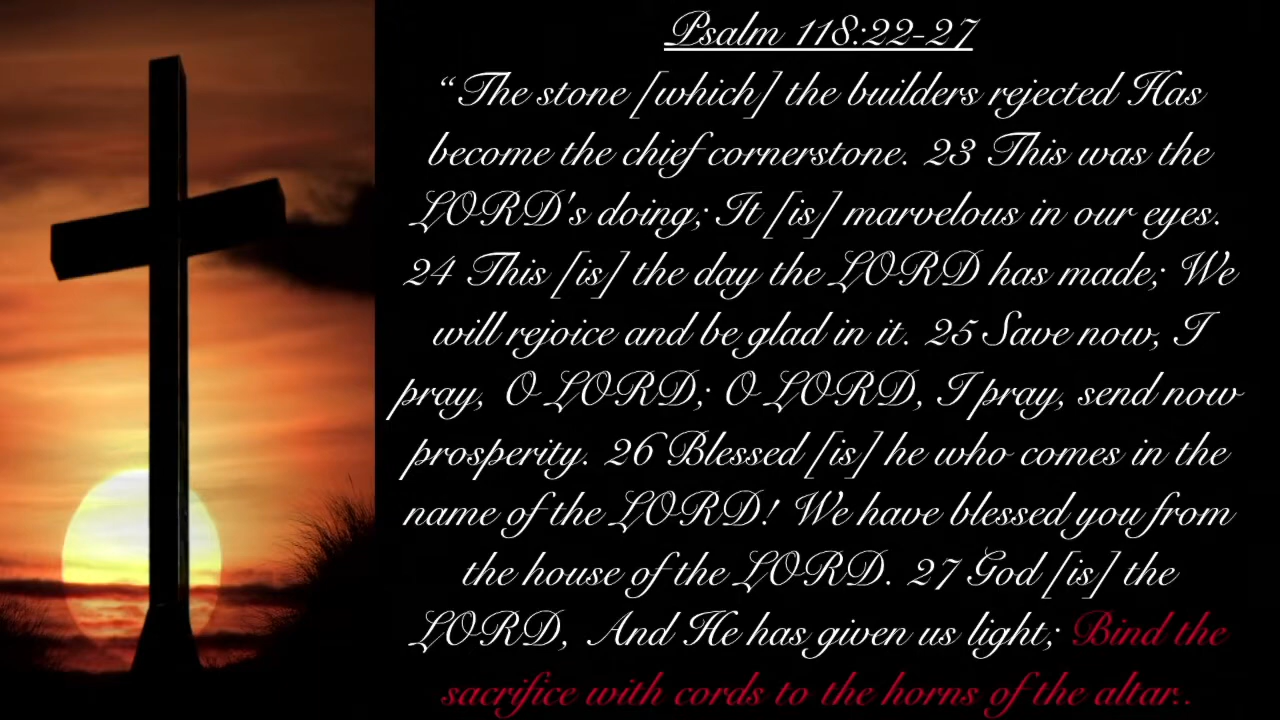 Psalm 118:22-27
“The stone [which] the builders rejected Has
become the chief cornerstone. 23 This was the
LORD's doing; It [is] marvelous in our eyes.
24 This [is] the day the LORD has made; We
will rejoice and be glad in it. 25 Save now, I
pray, O LORD; O LORD, I pray, send now
prosperity. 26 Blessed [is] he who comes in the
name of the LORD! We have blessed you from
the house of the LORD. 27 God [is] the
LORD, And He has given us light; Bind the
sacrifice with cords to the horns of the altar..